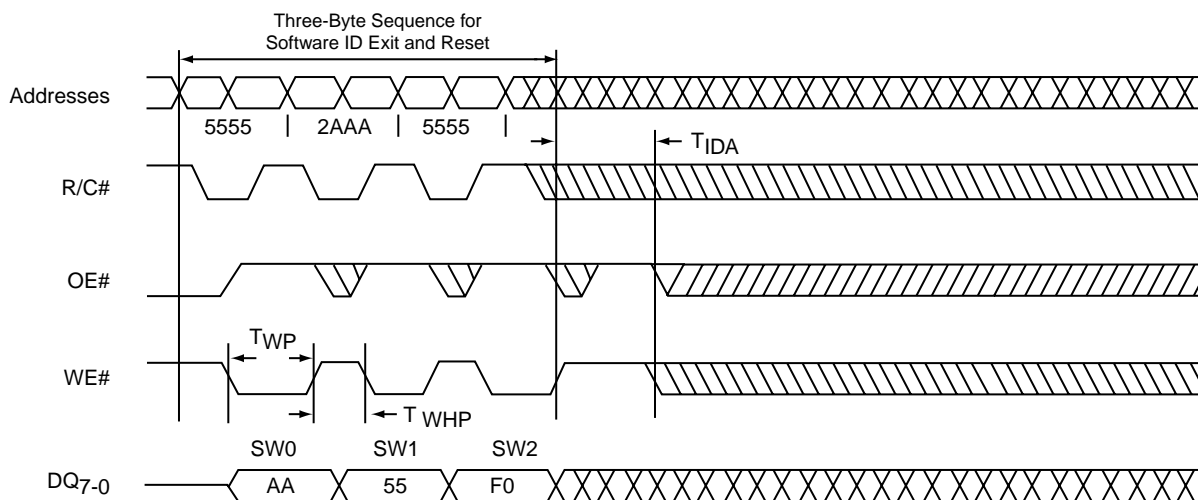 Three-Byte Sequence for
Software ID Exit and Reset
Addresses
5555 2AAA 5555
TIDA
R/C#
OE#
TWP
WE#
T WHP
SW0 SW1 SW2
DQ7-0
AA 55 F0